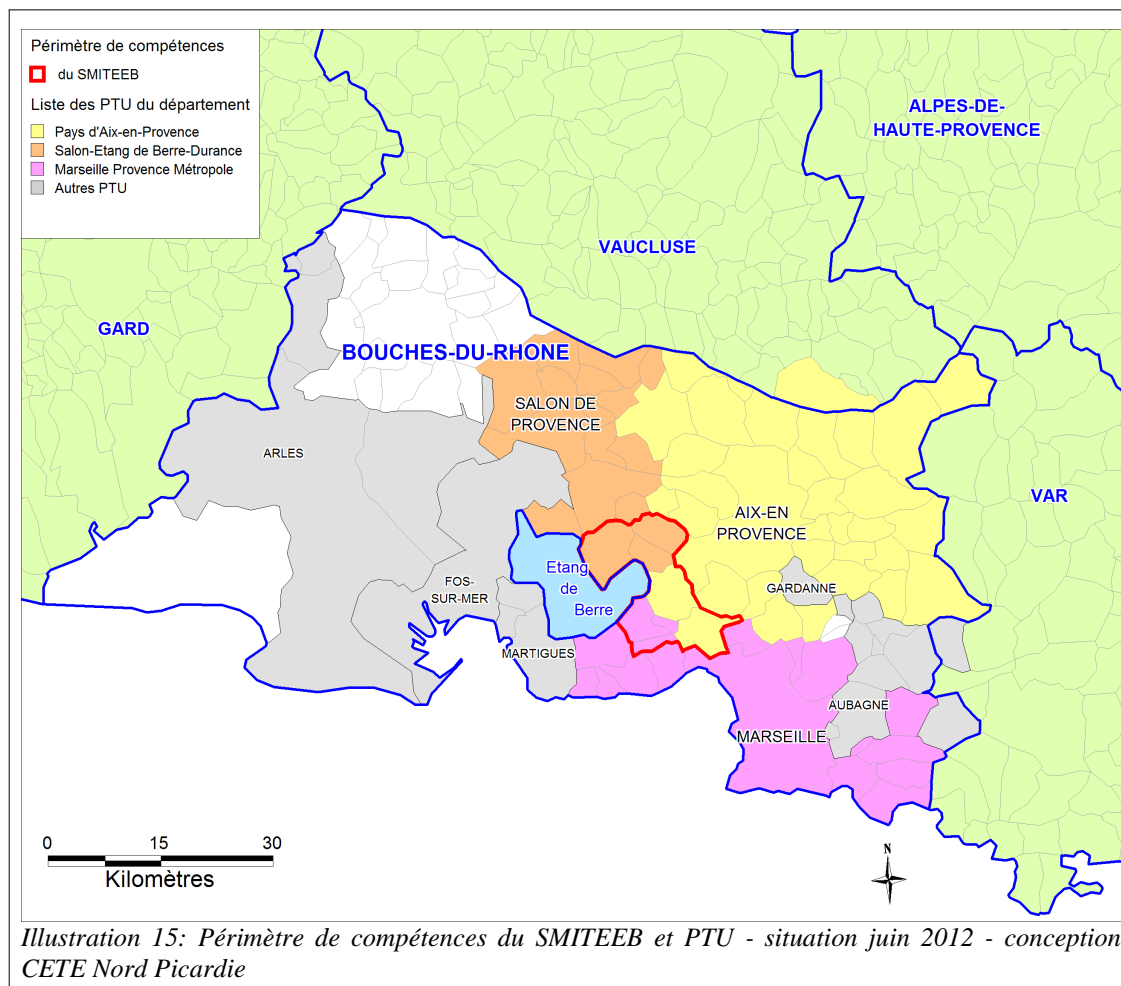 Périmètre de compétences
du SMITEEB
Liste des PTU du département
Pays d'Aix-en-Provence
Salon-Etang de Berre-Durance
Marseille Provence Métropole
Autres PTU
ALPES-DE-
HAUTE-PROVENCE
VAUCLUSE
GARD
BOUCHES-DU-RHONE
SALON DE
PROVENCE
ARLES
VAR
AIX-EN
PROVENCE
Etang
de
Berre
FOS-
SUR-MER
GARDANNE
MARTIGUES
AUBAGNE
MARSEILLE
0 15 30
Kilomètres
N
Illustration 15: Périmètre de compétences du SMITEEB et PTU - situation juin 2012 - conception
CETE Nord Picardie